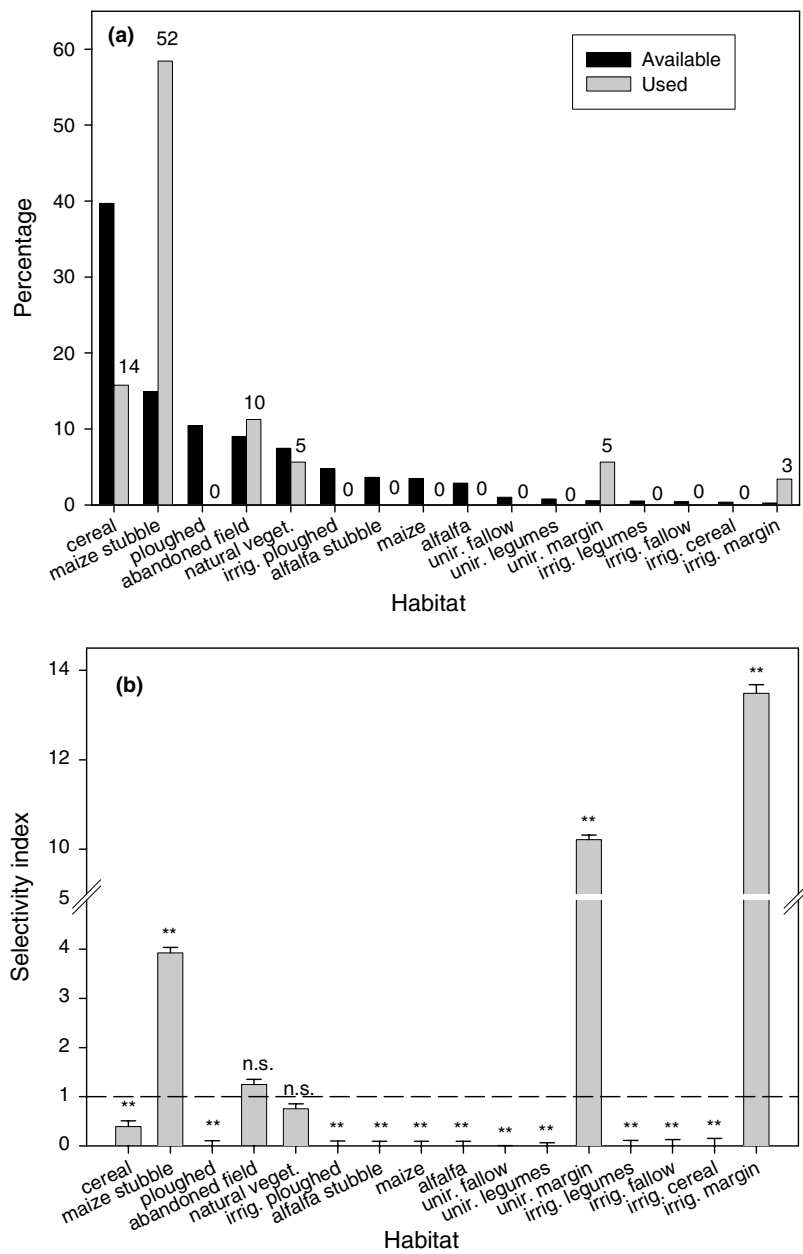 (a)
52
60
50
40
30
20
10
0
Percentage
Available
Used
14
0
10
5
0
0
0
0
0
0
5
0
0
0
3
cereal
maize stubble
ploughed
abandoned field
natural veget.
irrig. ploughed
alfalfa stubble
maize
alfalfa
unir. fallow
unir. legumes
unir. margin
irrig. legumes
irrig. fallow
irrig. cereal
irrig. margin
Habitat
(b)
14
12
10
5
4
3
2
1
0
Selectivity index
**
**
**
n.s.
n.s.
**
**
**
**
**
**
**
**
**
**
**
cereal
maize stubble
ploughed
abandoned field
natural veget.
irrig. ploughed
alfalfa stubble
maize
alfalfa
unir. fallow
unir. legumes
unir. margin
irrig. legumes
irrig. fallow
irrig. cereal
irrig. margin
Habitat